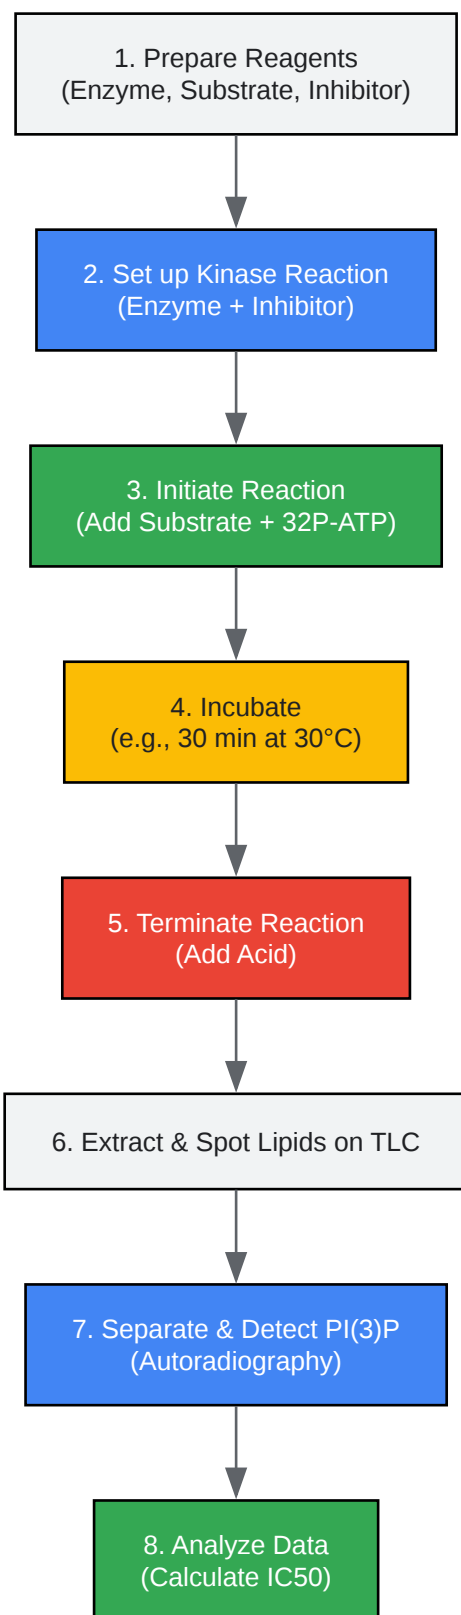 1. Prepare Reagents
(Enzyme, Substrate, Inhibitor)
2. Set up Kinase Reaction
(Enzyme + Inhibitor)
3. Initiate Reaction
(Add Substrate + 32P-ATP)
4. Incubate
(e.g., 30 min at 30°C)
5. Terminate Reaction
(Add Acid)
6. Extract & Spot Lipids on TLC
7. Separate & Detect PI(3)P
(Autoradiography)
8. Analyze Data
(Calculate IC50)